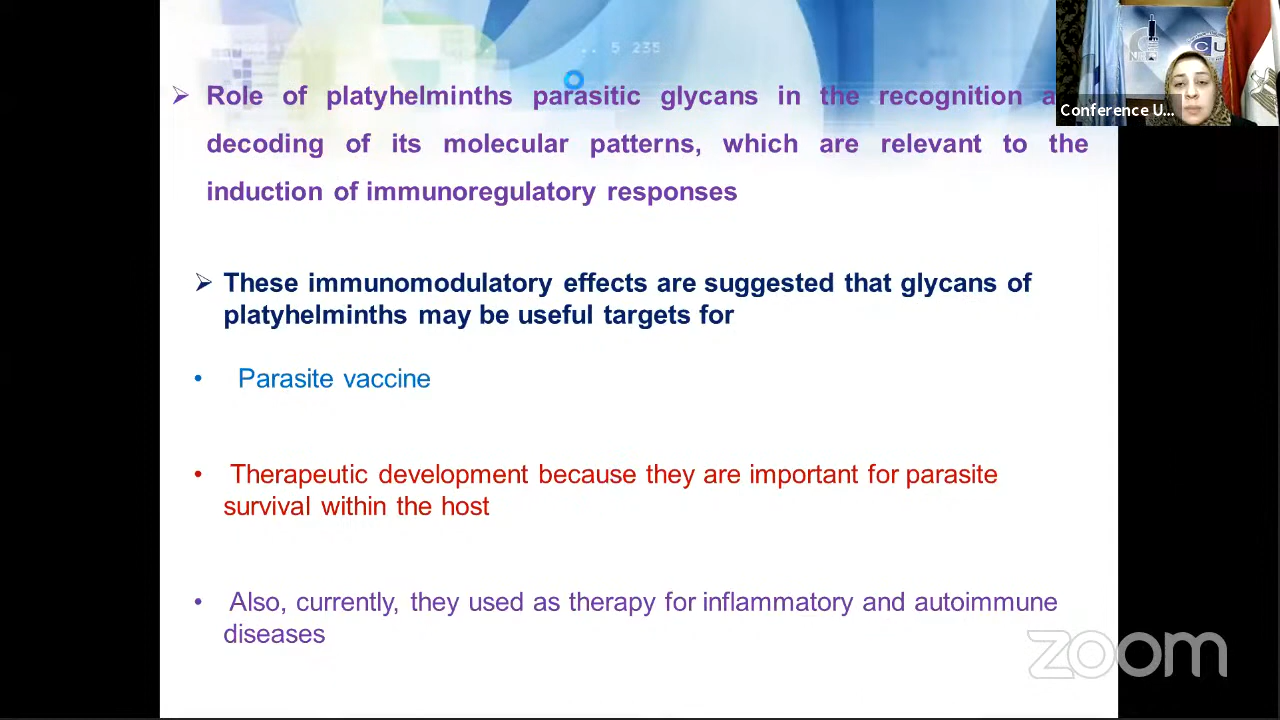 .. 5 235
Role of platyhelminths parasitic glycans in the recognition a
decoding of its molecular patterns, which are relevant to the
induction of immunoregulatory responses
Conference U...
These immunomodulatory effects are suggested that glycans of
platyhelminths may be useful targets for
• Parasite vaccine
• Therapeutic development because they are important for parasite
survival within the host
• Also, currently, they used as therapy for inflammatory and autoimmune
diseases
zoom